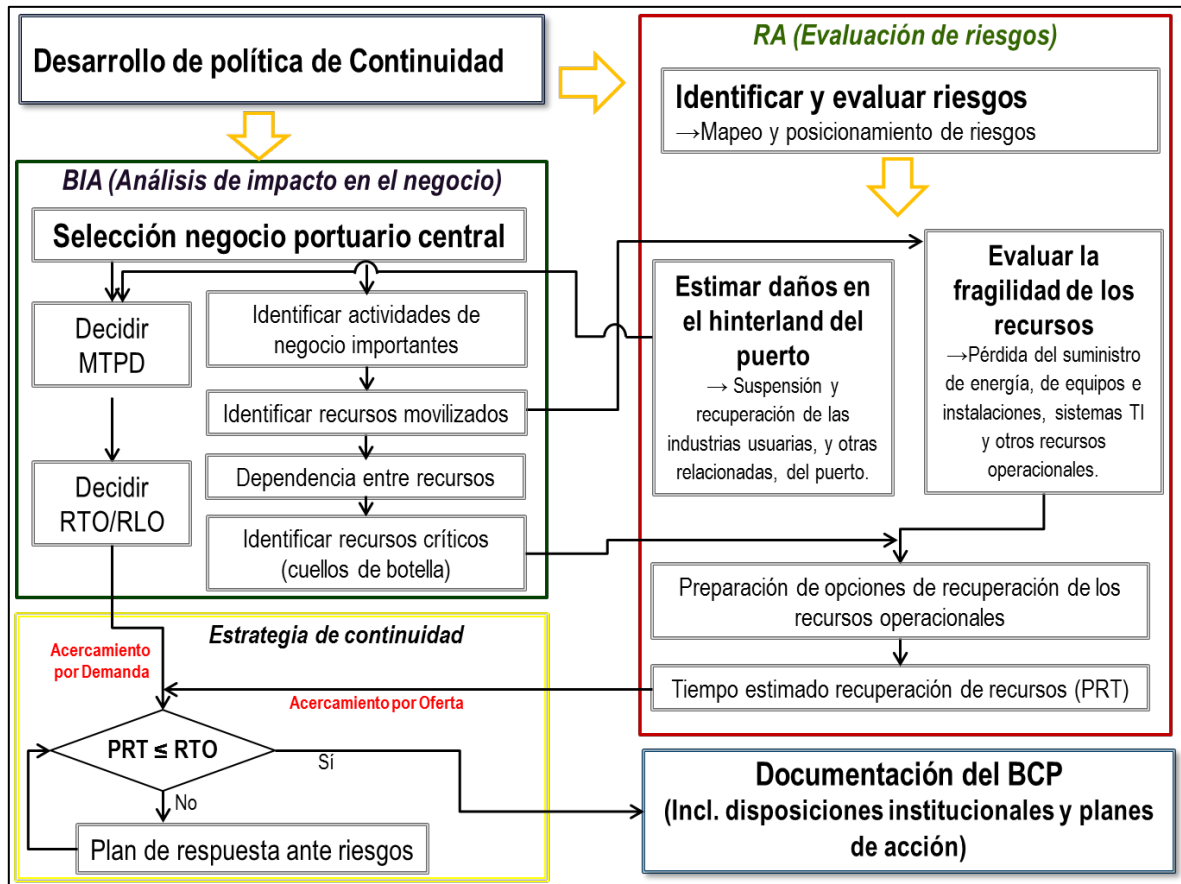 Desarrollo de política de Continuidad
RA (Evaluación de riesgos)
Identificar y evaluar riesgos
→Mapeo y posicionamiento de riesgos
BIA (Análisis de impacto en el negocio)
Selección negocio portuario central
Decidir
MTPD
Identificar actividades de
negocio importantes
Identificar recursos movilizados
Dependencia entre recursos
Decidir
RTO/RLO
Identificar recursos críticos
(cuellos de botella)
Estimar daños en
el hinterland del
puerto
→ Suspensión y
recuperación de las
industrias usuarias, y otras
relacionadas, del puerto.
Evaluar la
fragilidad de los
recursos
→Pérdida del suministro
de energía, de equipos e
instalaciones, sistemas TI
y otros recursos
operacionales.
Preparación de opciones de recuperación de los
recursos operacionales
Tiempo estimado recuperación de recursos (PRT)
Estrategia de continuidad
Acercamiento
por Demanda
Acercamiento por Oferta
PRT ≤ RTO
Sí
No
Plan de respuesta ante riesgos
Documentación del BCP
(Incl. disposiciones institucionales y planes
de acción)